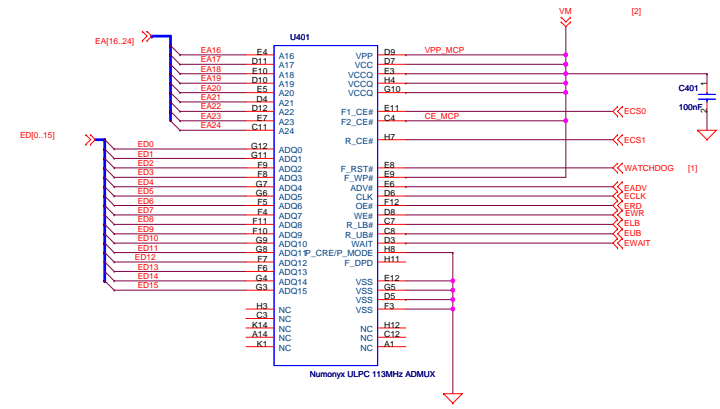 VM [2]
U401
EA[16..24]
EA16 E4 A16 VPP D9 VPP_MCP
EA17 D11 A17 VCC D7
EA18 E10 A18 VCCQ E3
EA19 D10 A19 VCCQ H4
EA20 E5 A20 VCCQ G10
EA21 D4 A21
EA22 D12 A22 F1_CE# E11 ECS0
EA23 E7 A23 F2_CE# C4 CE_MCP
EA24 C11 A24
C401
100nF
2
R_CE# H7 ECS1
ED[0..15]
ED0 G12 ADQ0
ED1 G11 ADQ1
ED2 F9 ADQ2 F_RST# E8 WATCHDOG [1]
ED3 F8 ADQ3 F_WP# E9
ED4 G7 ADQ4 ADV# E6 EADV
ED5 G6 ADQ5 CLK D6 ECLK
ED6 F5 ADQ6 OE# F12 ERD
ED7 F4 ADQ7 WE# D8 EWR
ED8 F11 ADQ8 R_LB# C7 ELB
ED9 F10 ADQ9 R_UB# C8 EUB
ED10 G9 ADQ10 WAIT D3 EWAIT
ED11 G8 ADQ11 P_CRE/P_MODE H8
ED12 F7 ADQ12 F_DPD H11
ED13 F6 ADQ13
ED14 G4 ADQ14 VSS E12
ED15 G3 ADQ15 VSS G5
VSS D5
VSS F3
H3 NC
C3 NC
K14 NC NC H12
A14 NC NC C12
K1 NC NC A1
Numonyx ULPC 113MHz ADMUX